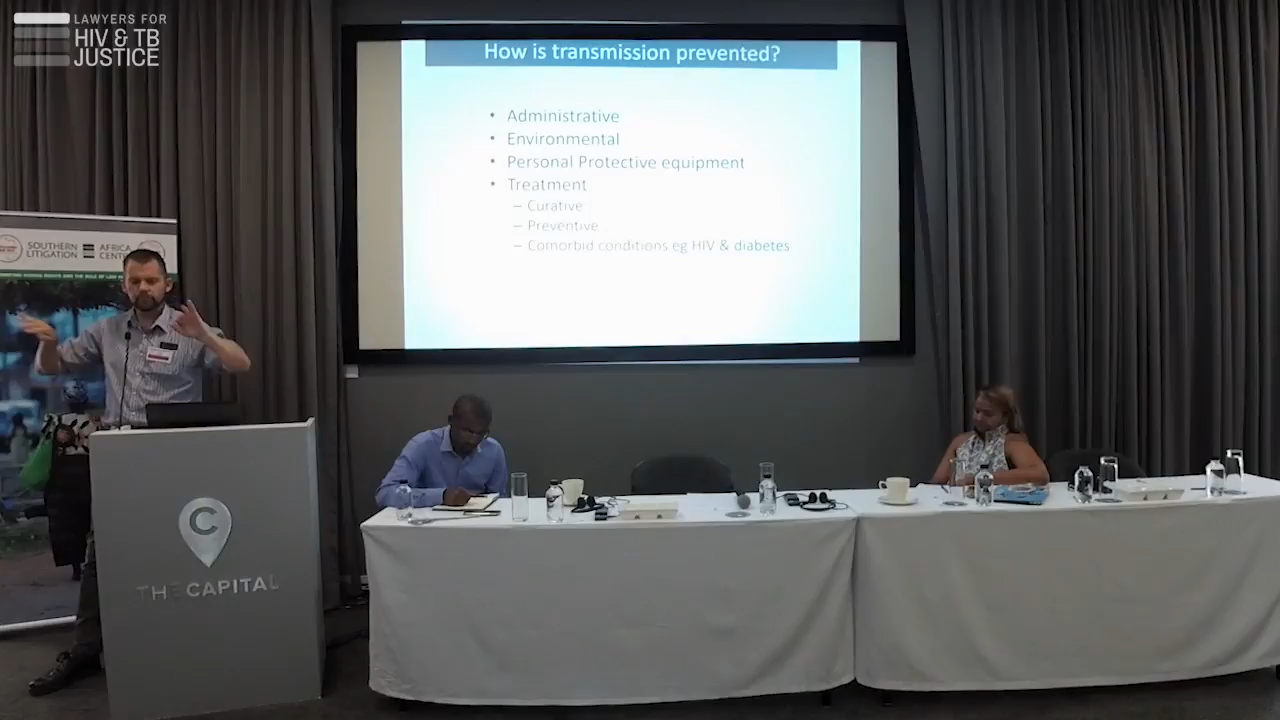 LAWYERS FOR
HIV & TB
JUSTICE
How is transmission prevented?
• Administrative
• Environmental
• Personal Protective equipment
• Treatment
– Curative
– Preventive
– Comorbid conditions eg HIV & diabetes
SOUTHERN AFRICA
LITIGATION
C
THE CAPITAL